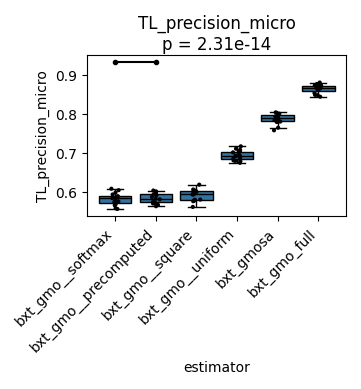 TL_precision_micro
p = 2.31e-14
TL_precision_micro
0.9
0.8
0.7
0.6
bxt_gmo__softmax
bxt_gmo__precomputed
bxt_gmo__square
bxt_gmo__uniform
bxt_gmosa
bxt_gmo_full
estimator